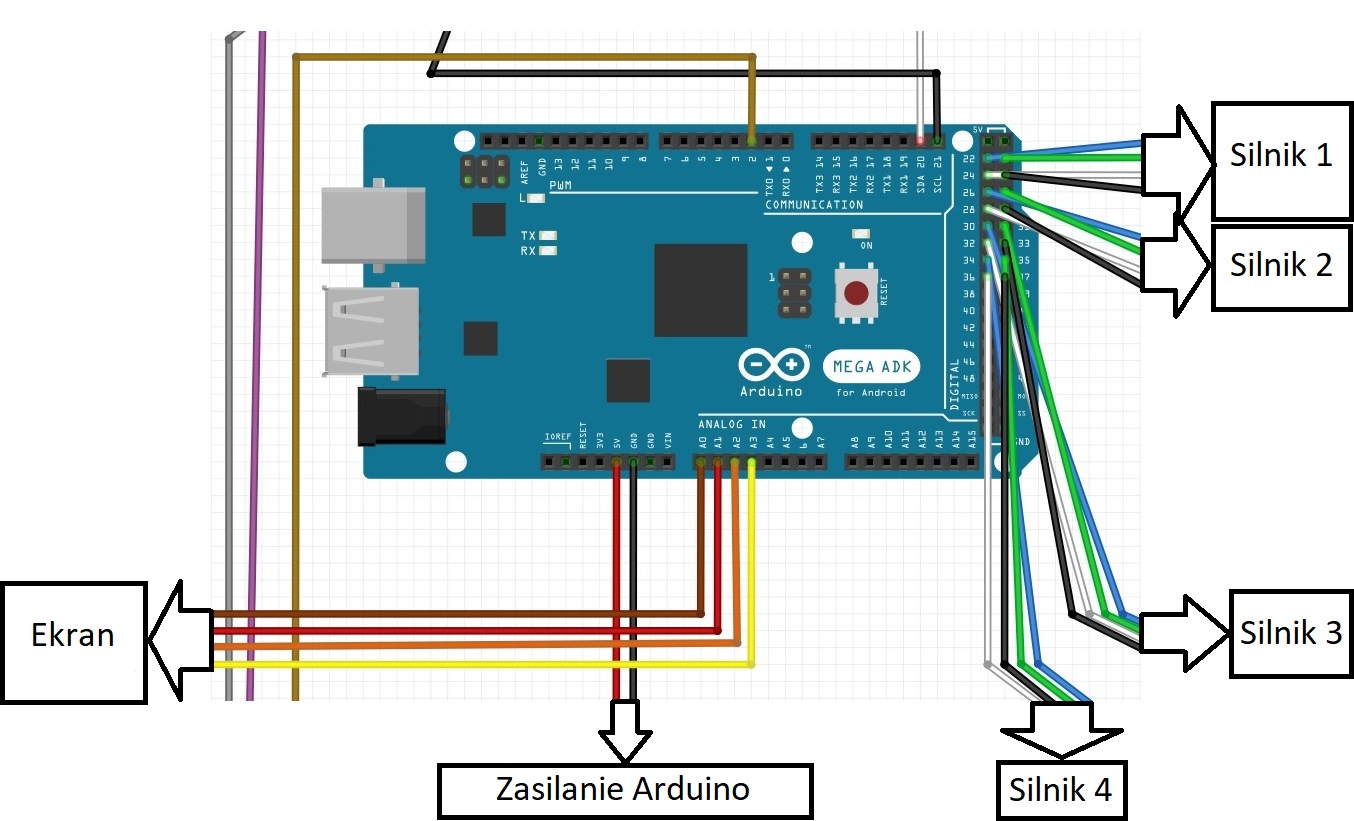 5V
AREF
GND
13
12
11
10
9
8
7
6
5
4
3
2
TX0 1
RX0 0
TX3 14
RX3 15
TX2 16
RX2 17
TX1 18
RX1 19
SDA 20
SCL 21
PWM
L
COMMUNICATION
TX
RX
ON
1
RESET
22
24
26
28
30
32
34
36
38
40
42
44
46
48
MISO
SCK
33
35
37
SS
GND
DIGITAL
Arduino
TM
MEGA ADK
for Android
ANALOG IN
IOREF
RESET
3V3
5V
GND
GND
VIN
A0
A1
A2
A3
A4
A5
6
A7
A8
A9
A10
A11
A12
A13
A14
A15
Silnik 1
Silnik 2
Silnik 3
Silnik 4
Ekran
Zasilanie Arduino